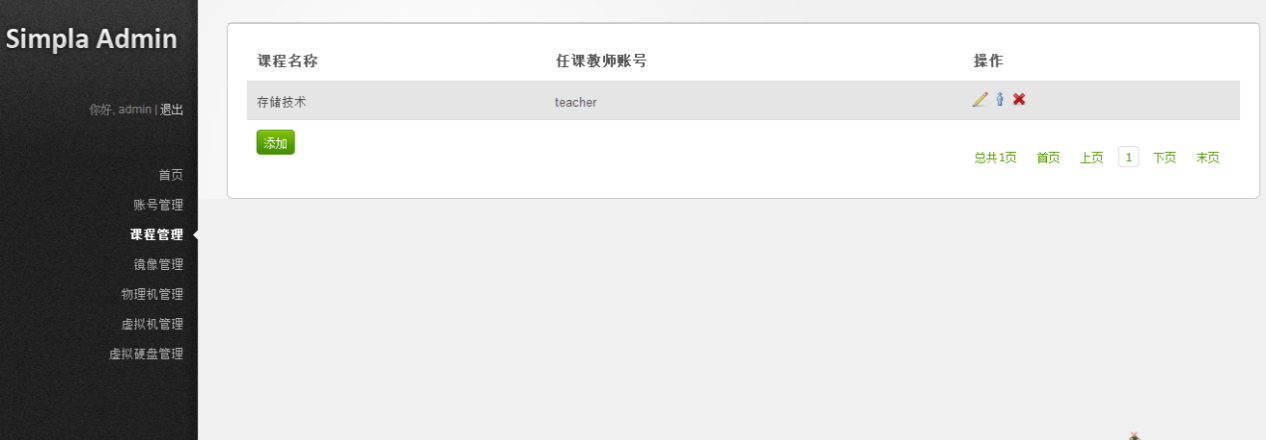 Simpla Admin
你好, admin | 退出
首页
账号管理
课程管理
镜像管理
物理机管理
虚拟机管理
虚拟硬盘管理
课程名称 任课教师账号 操作
存储技术 teacher
添加
总共1页 首页 上页 1 下页 末页